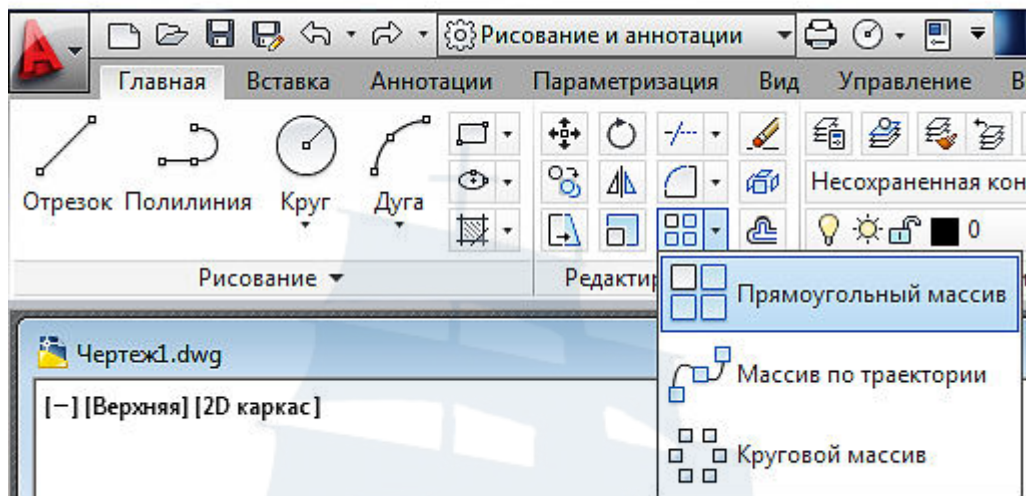 Рисование и аннотации
Главная Вставка Аннотации Параметризация Вид Управление В
Отрезок Полилиния Круг Дуга
Несохраненная кон
0
Рисование
Редакти
Прямоугольный массив
Чертеж1.dwg
Массив по траектории
[−] [Верхняя] [2D каркас]
Круговой массив